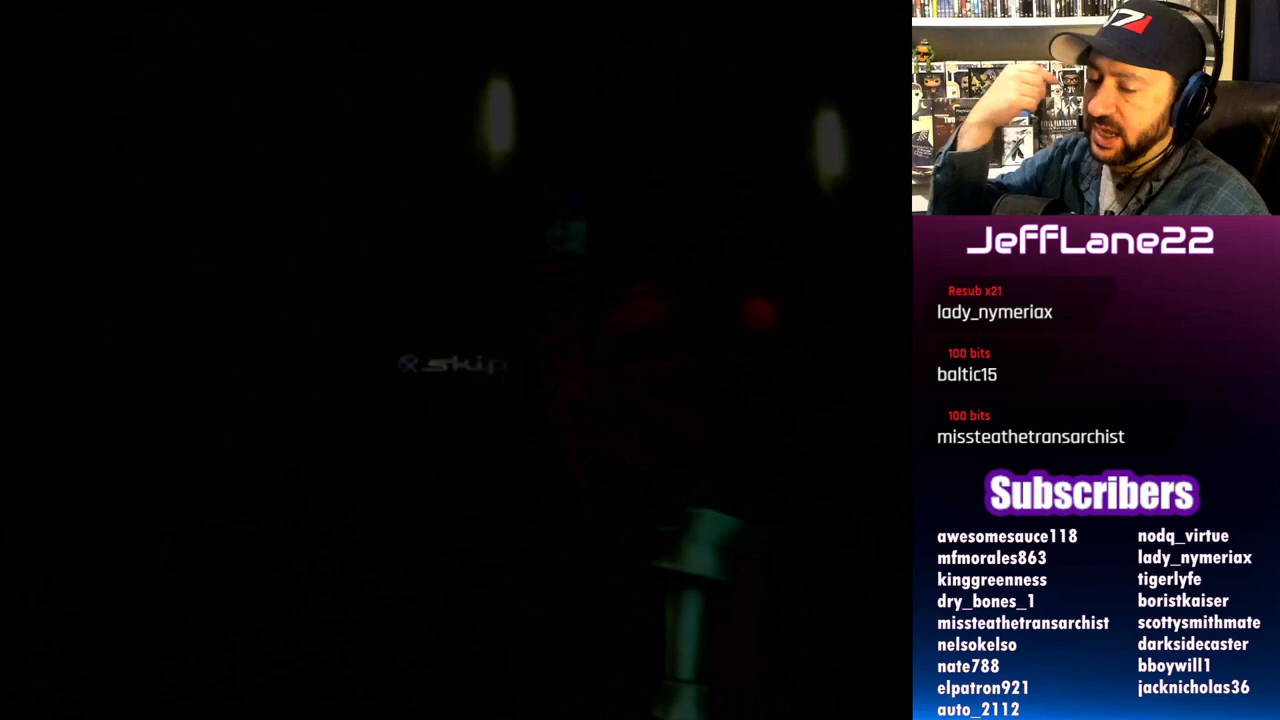 skip
7
JeffLane22
Resub x21
lady_nymeriax
100 bits
baltic15
100 bits
missteathetransarchist
Subscribers
awesomesauce118
mfmorales863
kinggreenness
dry_bones_1
missteathetransarchist
nelsokelso
nate788
elpatron921
auto_2112
nodq_virtue
lady_nymeriax
tigerlyfe
boristkaiser
scottysmithmate
darksidecaster
bboywill1
jacknicholas36